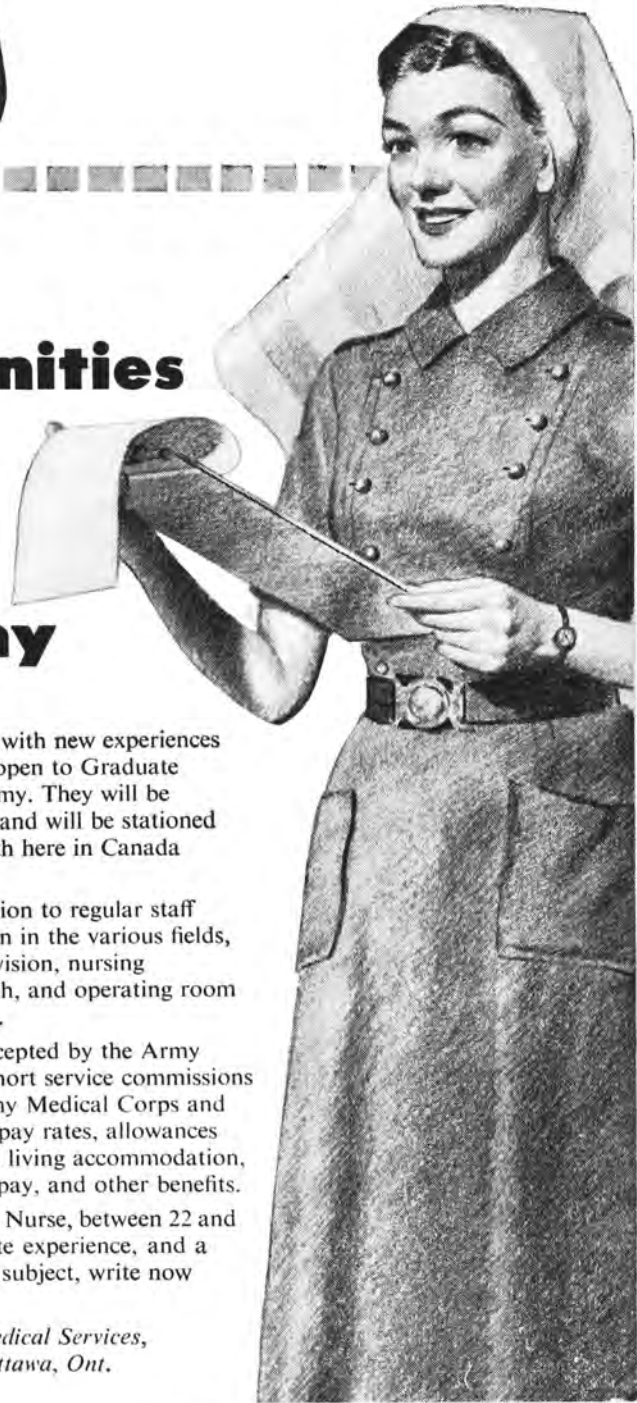 nities
ny
with new experiences
open to Graduate
my. They will be
and will be stationed
h here in Canada
ion to regular staff
n in the various fields,
vision, nursing
h, and operating room
.
cepted by the Army
hort service commissions
ny Medical Corps and
pay rates, allowances
living accommodation,
pay, and other benefits.
Nurse, between 22 and
te experience, and a
subject, write now
dical Services,
ttawa, Ont.